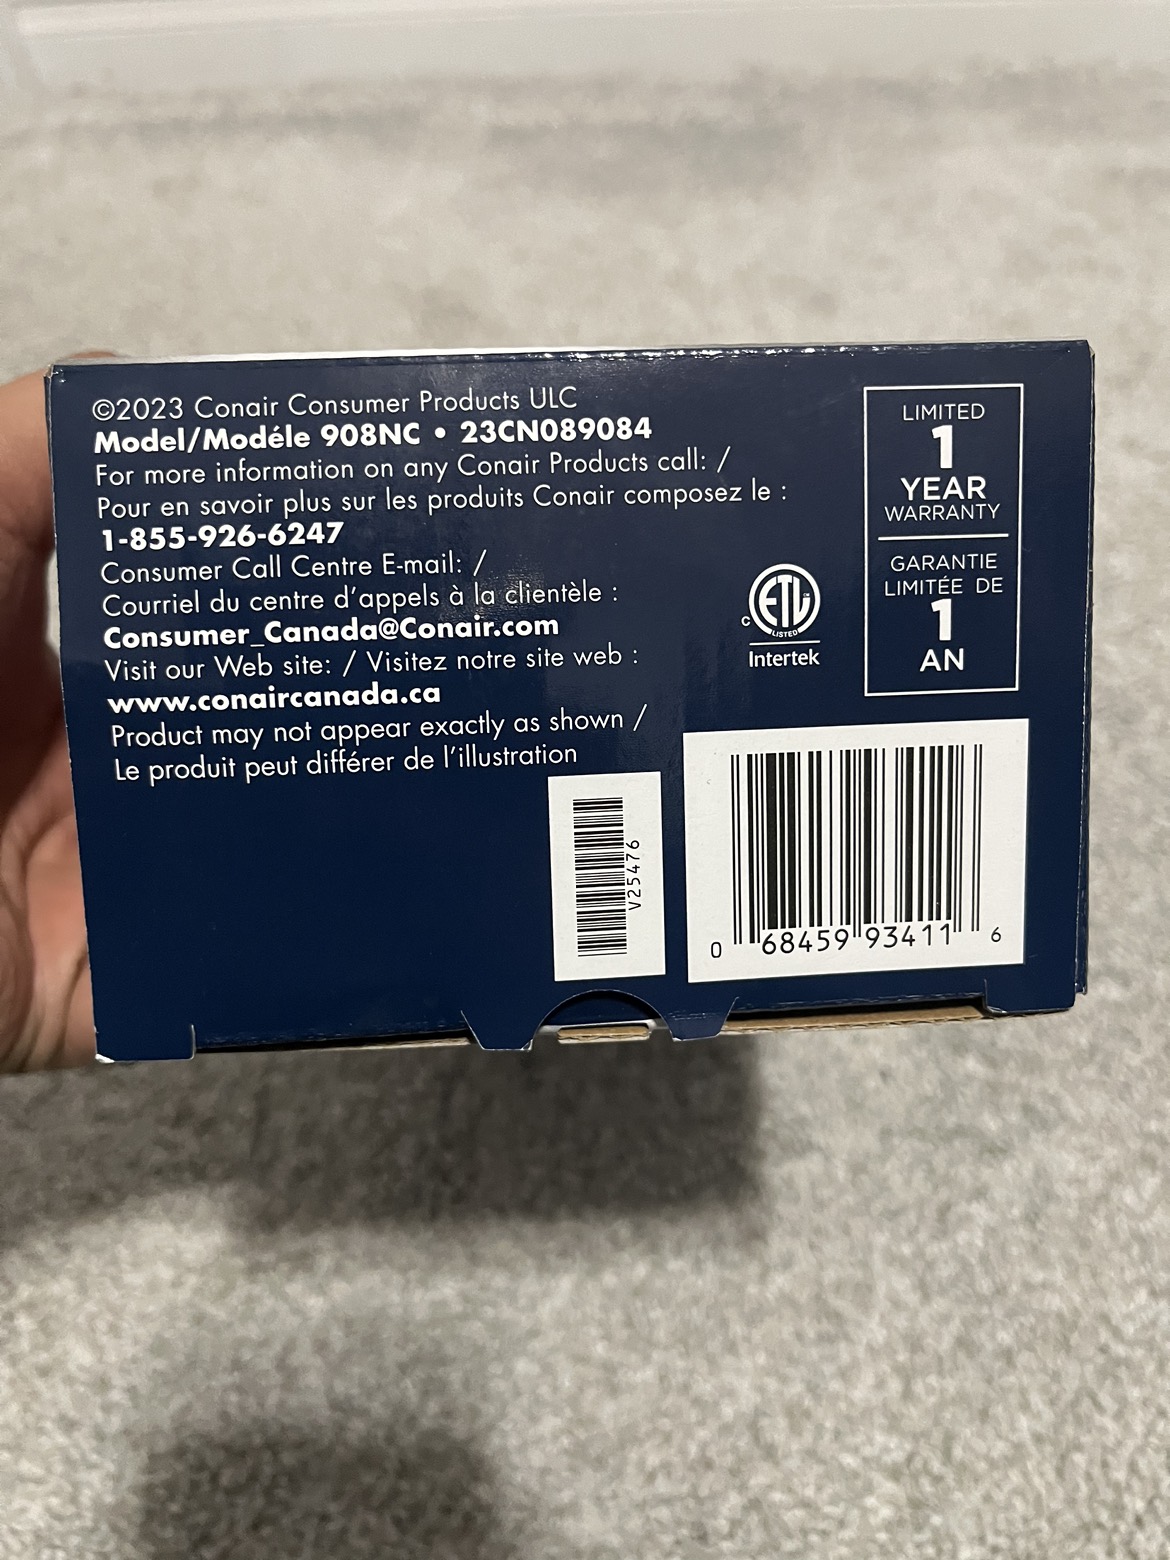 ©2023 Conair Consumer Products ULC
Model/Modéle 908NC • 23CN089084
For more information on any Conair Products call: /
Pour en savoir plus sur les produits Conair composez le :
1-855-926-6247
Consumer Call Centre E-mail: /
Courriel du centre d'appels à la clientèle :
Consumer_Canada@Conair.com
Visit our Web site: / Visitez notre site web :
www.conaircanada.ca
Product may not appear exactly as shown /
Le produit peut différer de l'illustration
LIMITED
1
YEAR
WARRANTY
GARANTIE
LIMITÉE DE
1
AN
ETL
C
LISTED
Intertek
V25476
0 68459 93411 6